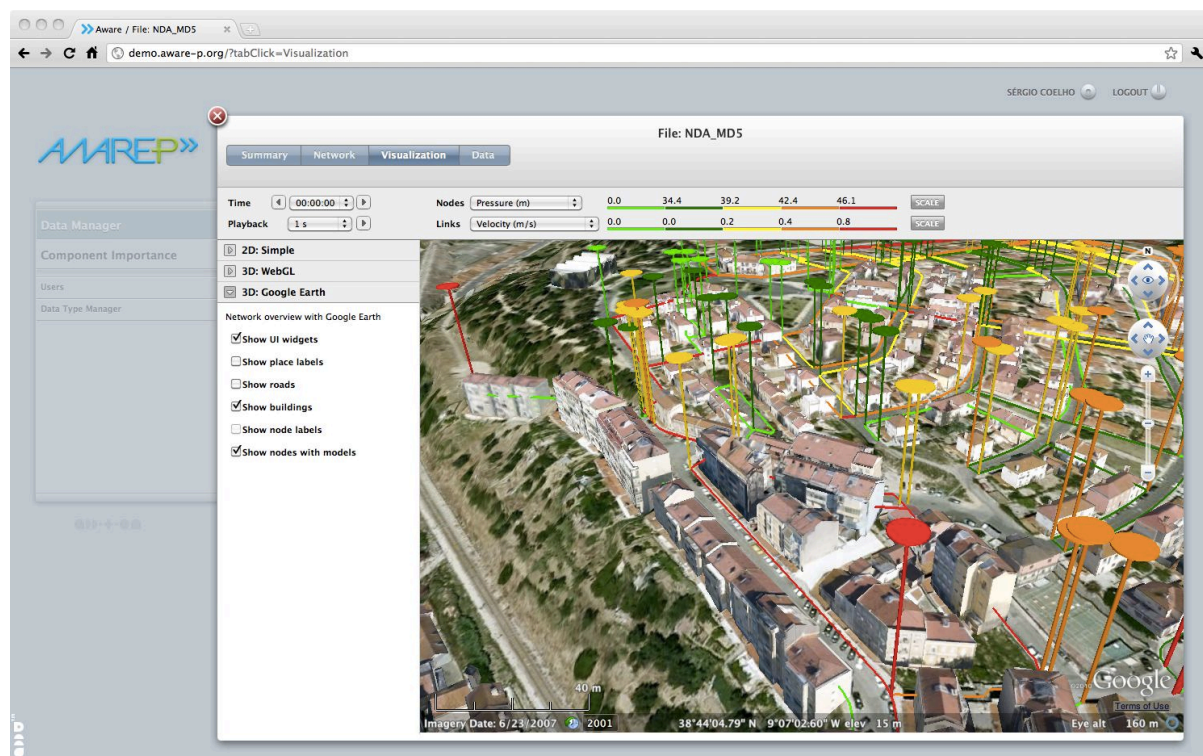 Aware / File: NDA_MD5
demo.aware-p.org/?tabClick=Visualization
SÉRGIO COELHO LOGOUT
AWARE-P
File: NDA_MD5
Summary Network Visualization Data
Time 00:00:00 Nodes Pressure (m) 0.0 34.4 39.2 42.4 46.1 SCALE
Playback 1 s Links Velocity (m/s) 0.0 0.0 0.2 0.4 0.8 SCALE
Data Manager
Component Importance
Users
Data Type Manager
2D: Simple
3D: WebGL
3D: Google Earth
Network overview with Google Earth
Show UI widgets
Show place labels
Show roads
Show buildings
Show node labels
Show nodes with models
N
40 m
©2010 Google
Terms of Use
Imagery Date: 6/23/2007 2001 38°44'04.79" N 9°07'02.60" W elev 15 m Eye alt 160 m